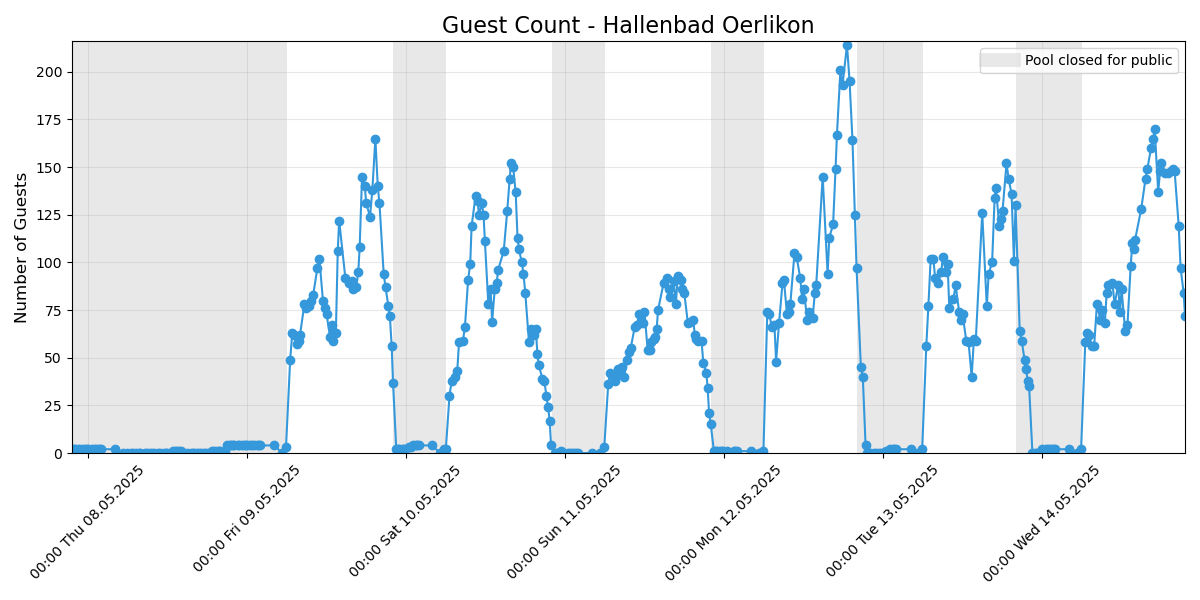 Guest Count - Hallenbad Oerlikon
Pool closed for public
Number of Guests
200
175
150
125
100
75
50
25
0
00:00 Thu 08.05.2025
00:00 Fri 09.05.2025
00:00 Sat 10.05.2025
00:00 Sun 11.05.2025
00:00 Mon 12.05.2025
00:00 Tue 13.05.2025
00:00 Wed 14.05.2025